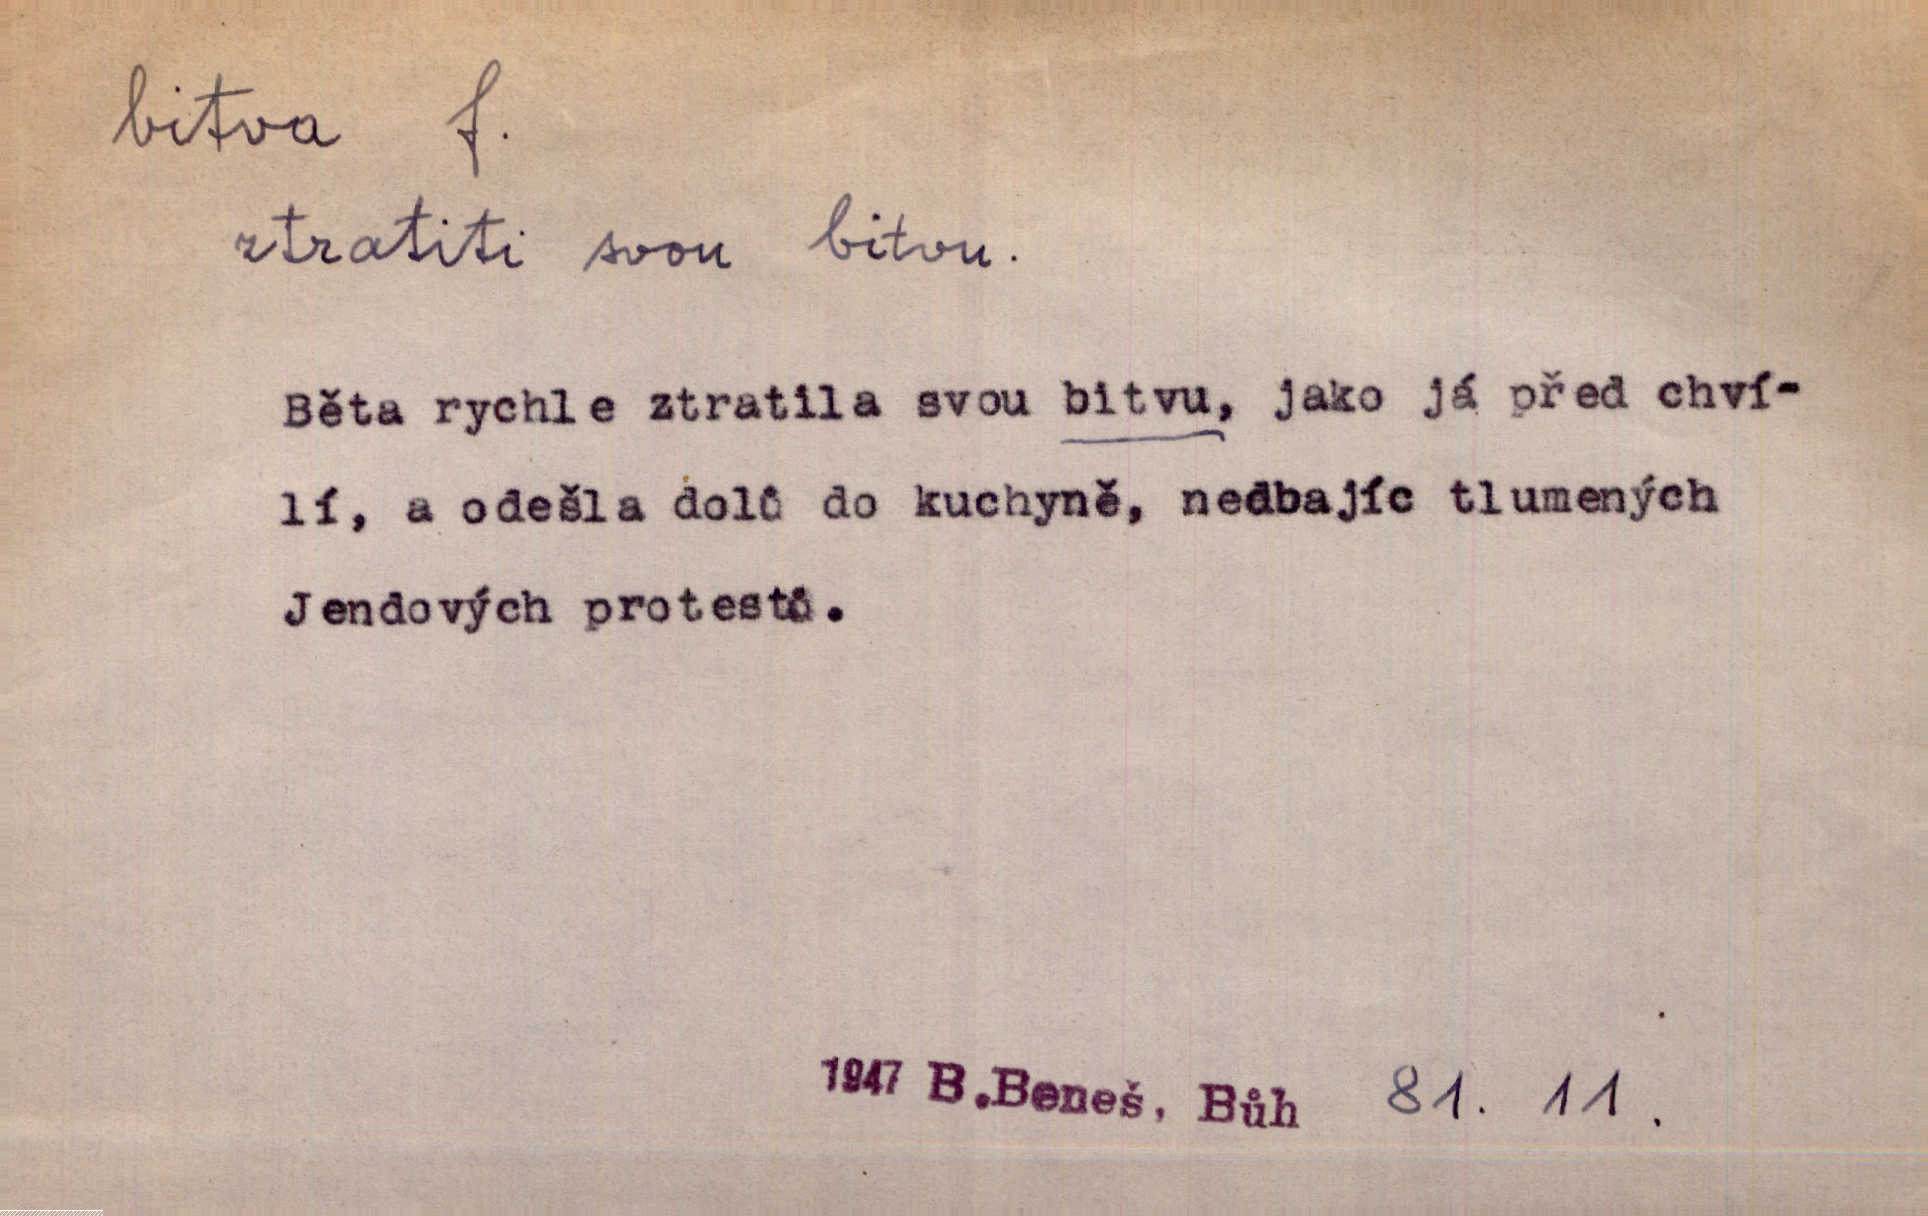 bitva f.
ztratiti svou bitvu.
Běta rychle ztratila svou bitvu, jako já před chví-
lí, a odešla dolů do kuchyně, nedbajíc tlumených
Jendových protestů.
1947 B.Beneš, Bůh 81. 11.